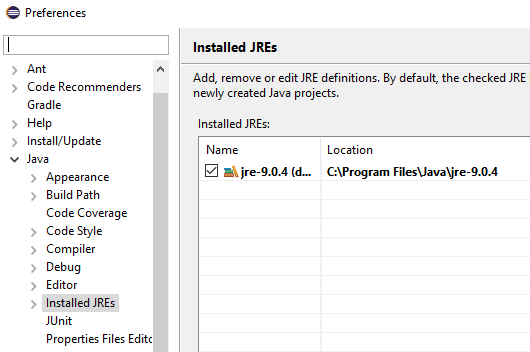 Preferences
Ant
Code Recommenders
Gradle
Help
Install/Update
Java
Appearance
Build Path
Code Coverage
Code Style
Compiler
Debug
Editor
Installed JREs
JUnit
Properties Files Edito
Installed JREs
Add, remove or edit JRE definitions. By default, the checked JRE
newly created Java projects.
Installed JREs:
Name Location
jre-9.0.4 (d... C:\Program Files\Java\jre-9.0.4